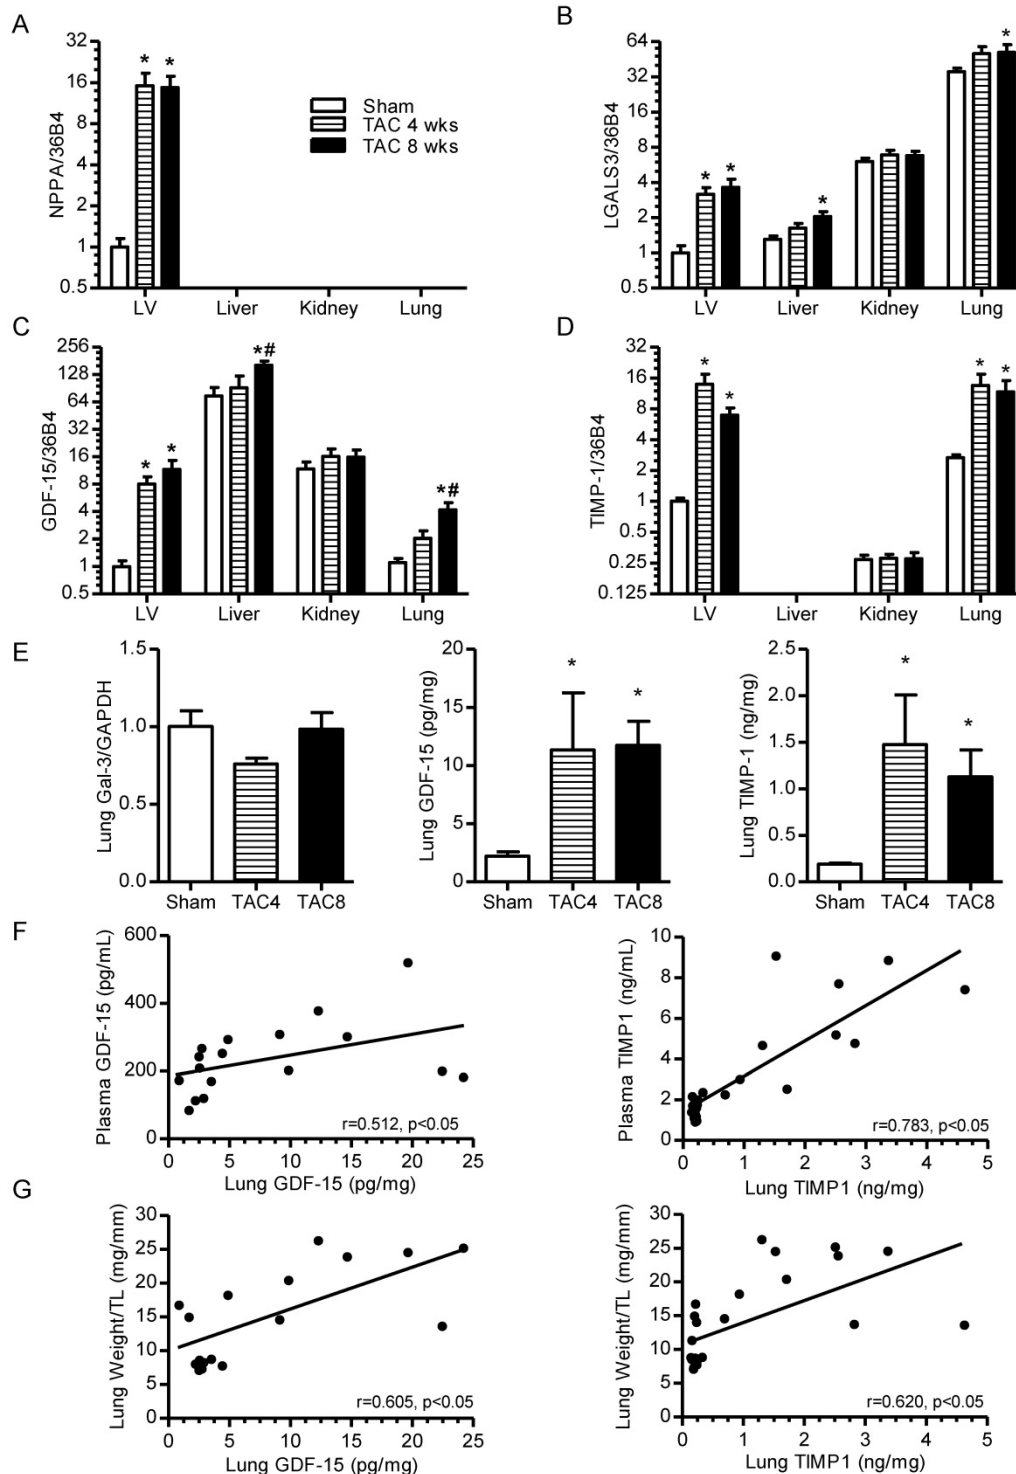 A
NPPA/36B4
32
16
8
4
2
1
0.5
* *
Sham
TAC 4 wks
TAC 8 wks
LV Liver Kidney Lung
B
LGALS3/36B4
64
32
16
8
4
2
1
0.5
* *
*
*
LV Liver Kidney Lung
C
GDF-15/36B4
256
128
64
32
16
8
4
2
1
0.5
* *
*#
*#
LV Liver Kidney Lung
D
TIMP-1/36B4
32
16
8
4
2
1
0.5
0.25
0.125
* *
* *
LV Liver Kidney Lung
E
Lung Gal-3/GAPDH
1.5
1.0
0.5
0.0
Sham TAC4 TAC8
Lung GDF-15 (pg/mg)
20
15
10
5
0
* *
Sham TAC4 TAC8
Lung TIMP-1 (ng/mg)
2.5
2.0
1.5
1.0
0.5
0.0
* *
Sham TAC4 TAC8
F
Plasma GDF-15 (pg/mL)
600
400
200
0
r=0.512, p<0.05
0 5 10 15 20 25
Lung GDF-15 (pg/mg)
Plasma TIMP1 (ng/mL)
10
8
6
4
2
0
r=0.783, p<0.05
0 1 2 3 4 5
Lung TIMP1 (ng/mg)
G
Lung Weight/TL (mg/mm)
30
25
20
15
10
5
0
r=0.605, p<0.05
0 5 10 15 20 25
Lung GDF-15 (pg/mg)
Lung Weight/TL (mg/mm)
30
25
20
15
10
5
0
r=0.620, p<0.05
0 1 2 3 4 5
Lung TIMP1 (ng/mg)